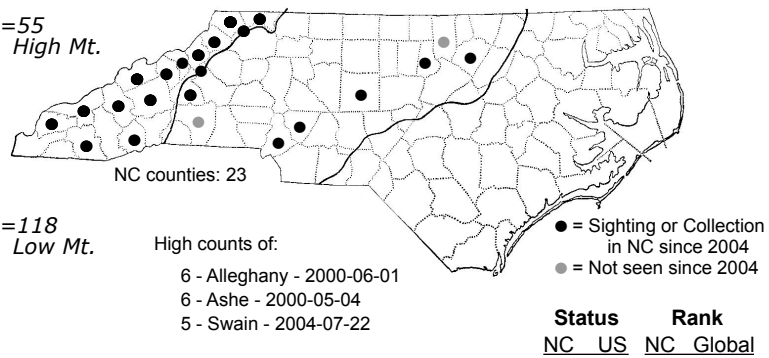 =55
High Mt.
NC counties: 23
=118
Low Mt.
High counts of:
6 - Alleghany - 2000-06-01
6 - Ashe - 2000-05-04
5 - Swain - 2004-07-22
● = Sighting or Collection
in NC since 2004
● = Not seen since 2004
Status Rank
NC US NC Global